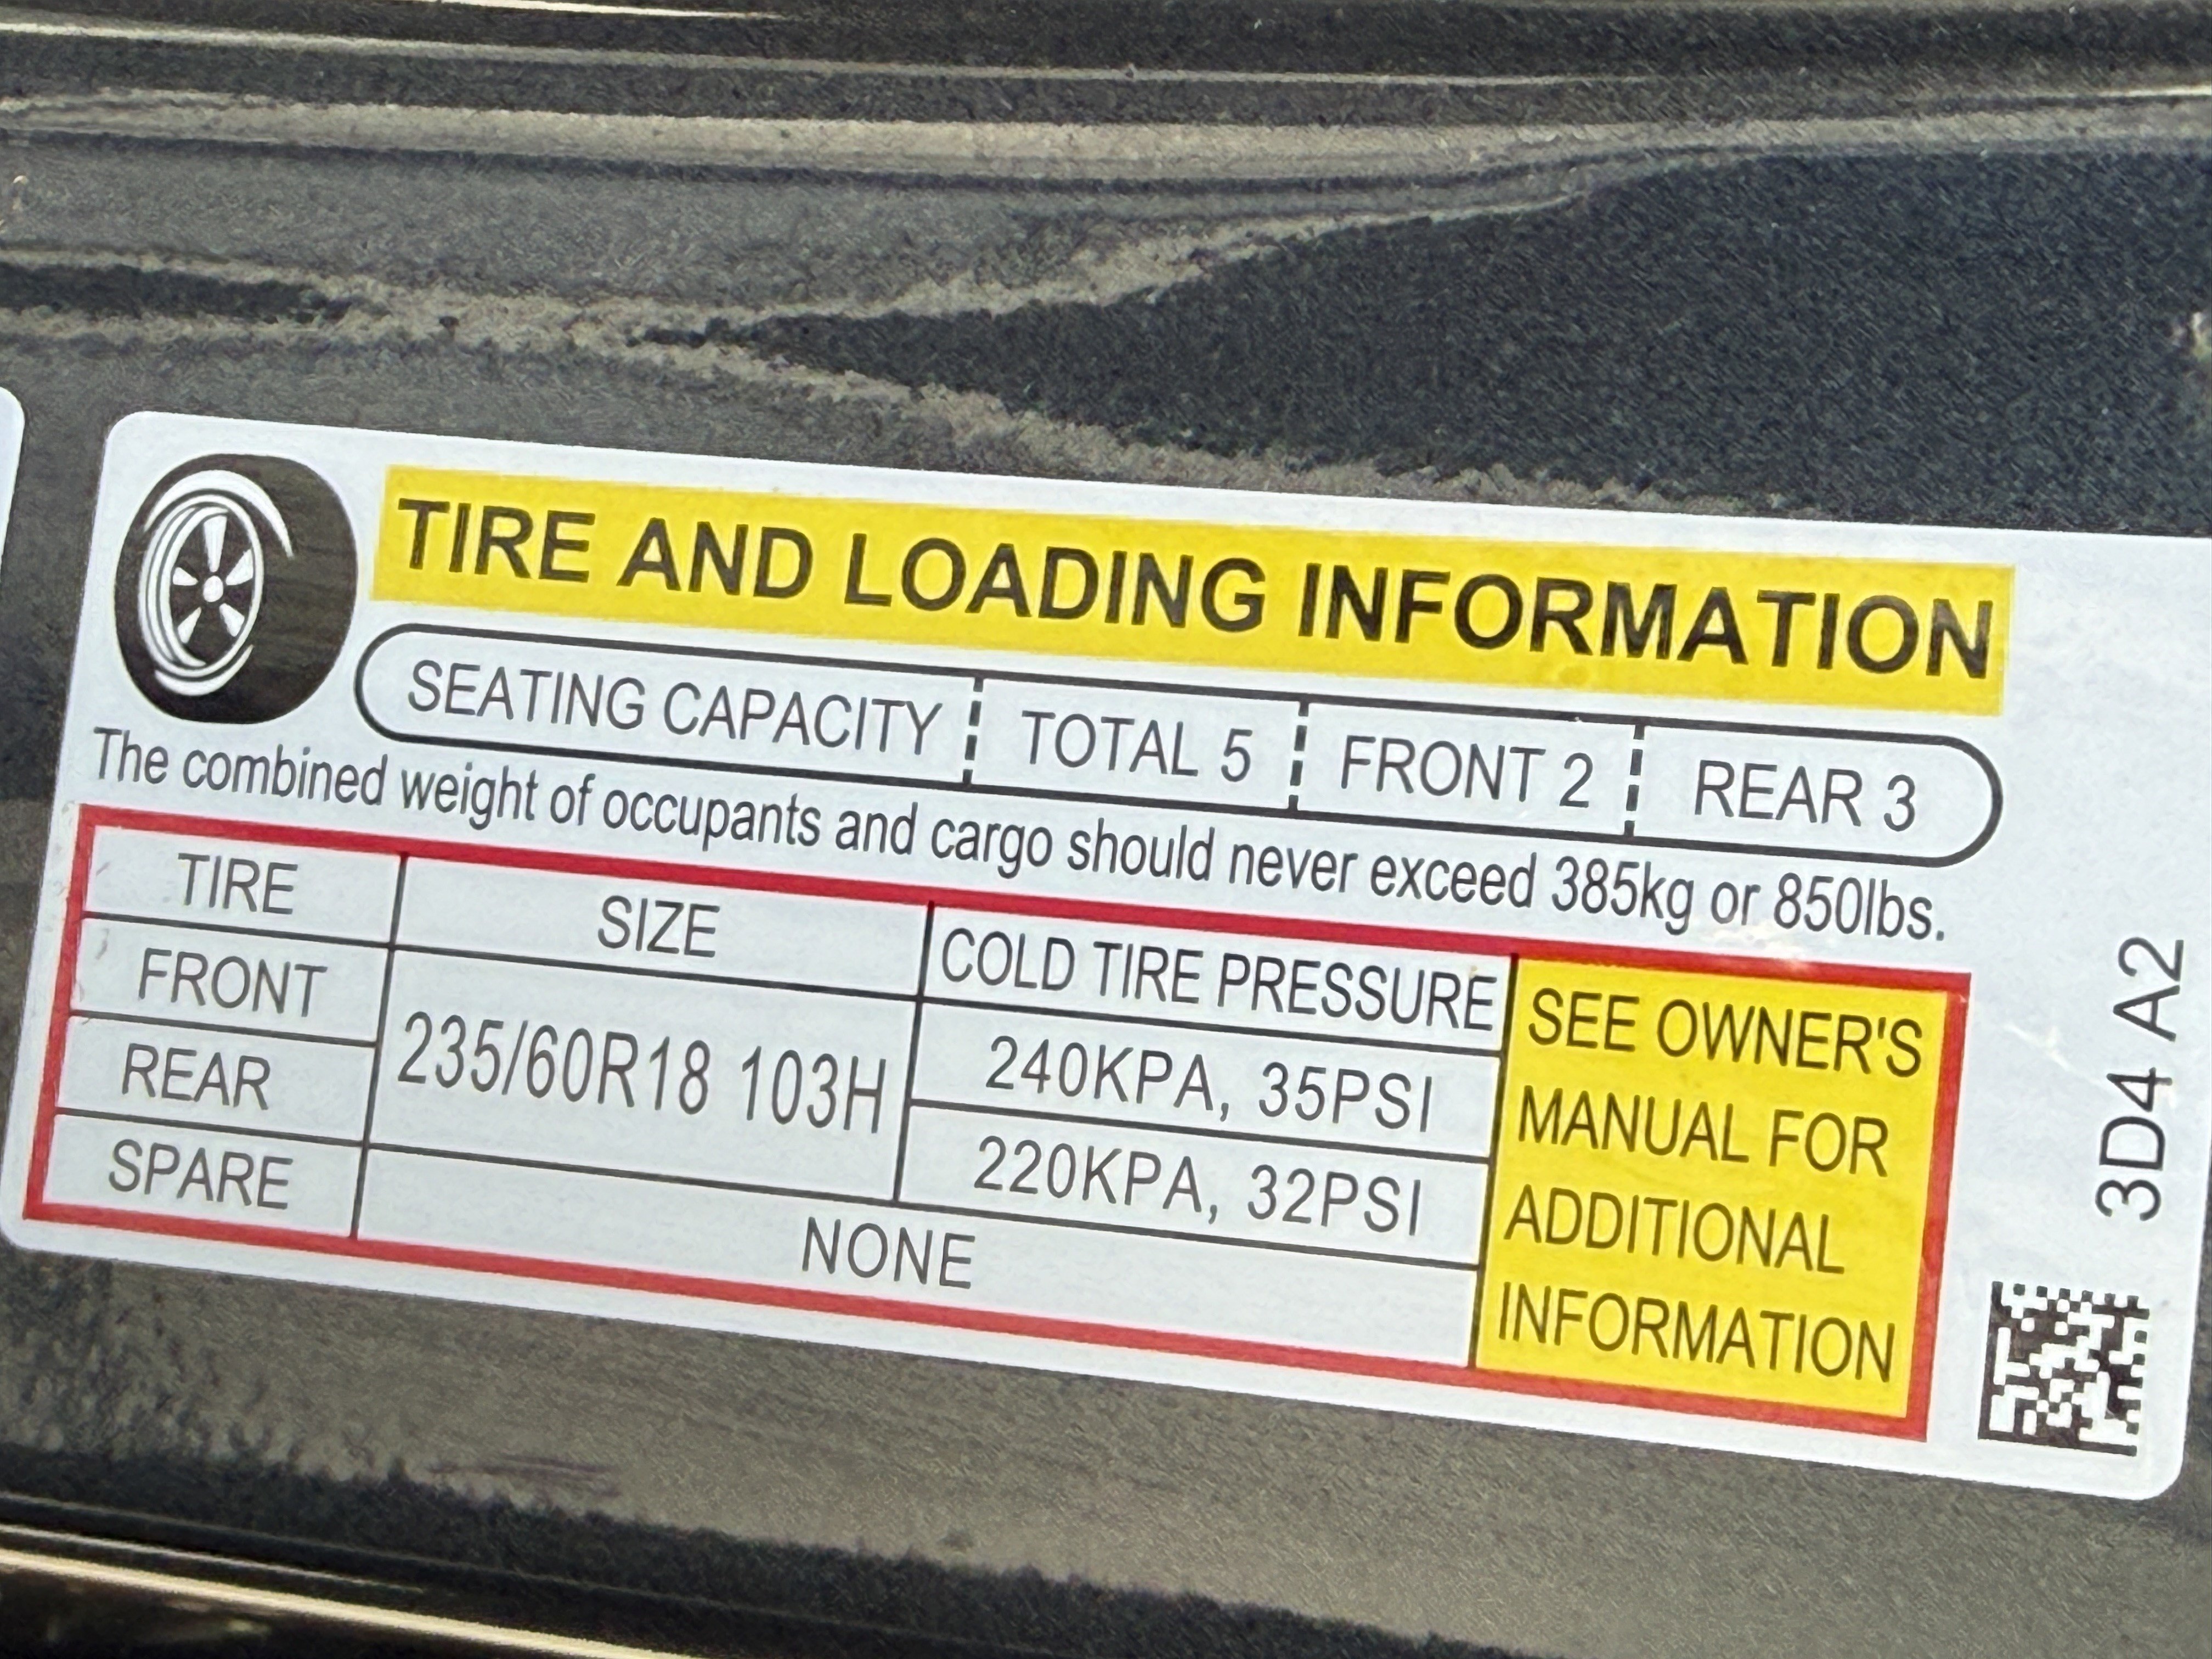 TIRE AND LOADING INFORMATION
SEATING CAPACITY TOTAL 5 FRONT 2 REAR 3
The combined weight of occupants and cargo should never exceed 385kg or 850lbs.
TIRE SIZE COLD TIRE PRESSURE
FRONT 235/60R18 103H 240KPA, 35PSI
REAR 220KPA, 32PSI
SPARE NONE
SEE OWNER'S
MANUAL FOR
ADDITIONAL
INFORMATION
3D4 A2